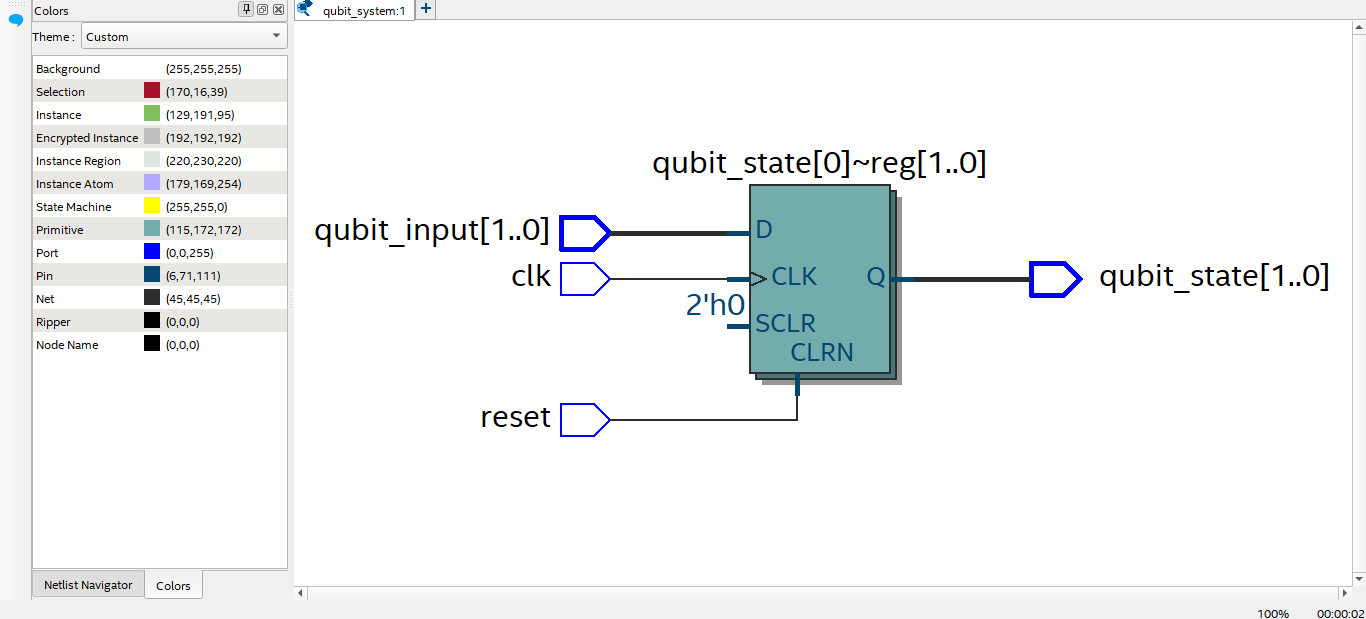 Colors
qubit_system:1
Theme : Custom
Background (255,255,255)
Selection (170,16,39)
Instance (129,191,95)
Encrypted Instance (192,192,192)
Instance Region (220,230,220)
Instance Atom (179,169,254)
State Machine (255,255,0)
Primitive (115,172,172)
Port (0,0,255)
Pin (6,71,111)
Net (45,45,45)
Ripper (0,0,0)
Node Name (0,0,0)
Netlist Navigator
Colors
qubit_state[0]~reg[1..0]
qubit_input[1..0]
D
clk
CLK
Q
qubit_state[1..0]
2'h0
SCLR
CLRN
reset
100%
00:00:02